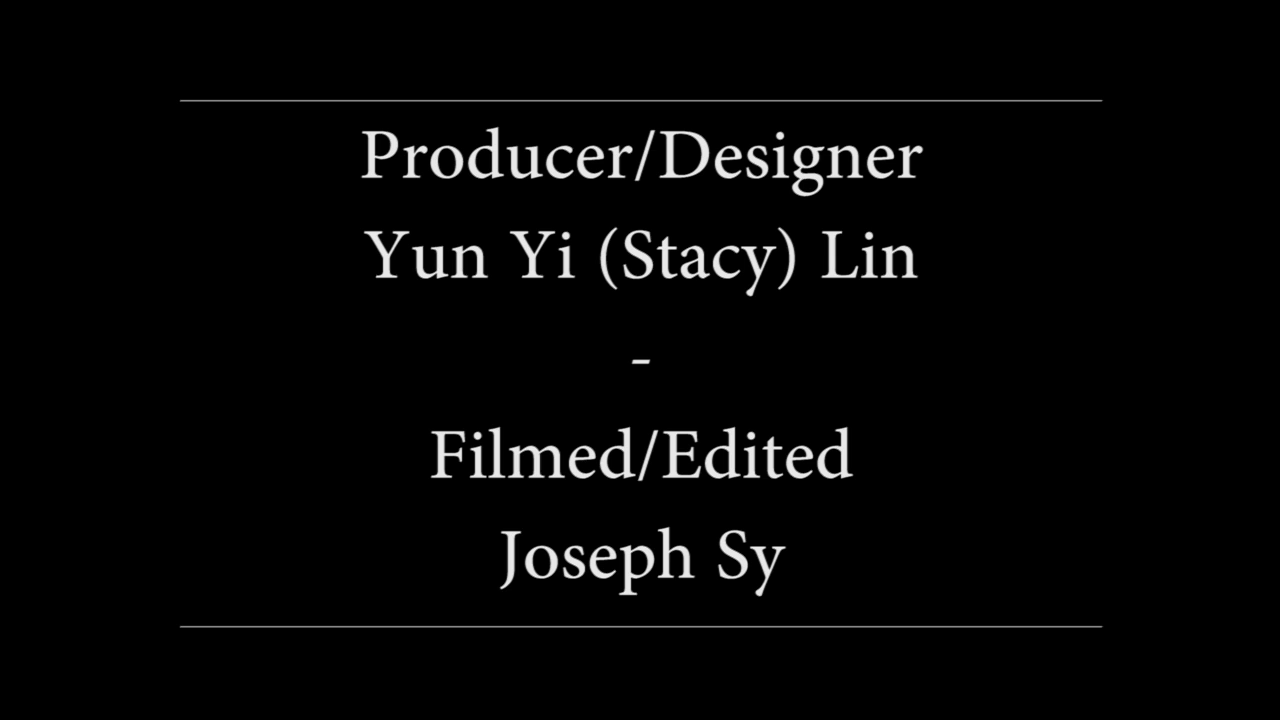 Producer/Designer
Yun Yi (Stacy) Lin
-
Filmed/Edited
Joseph Sy